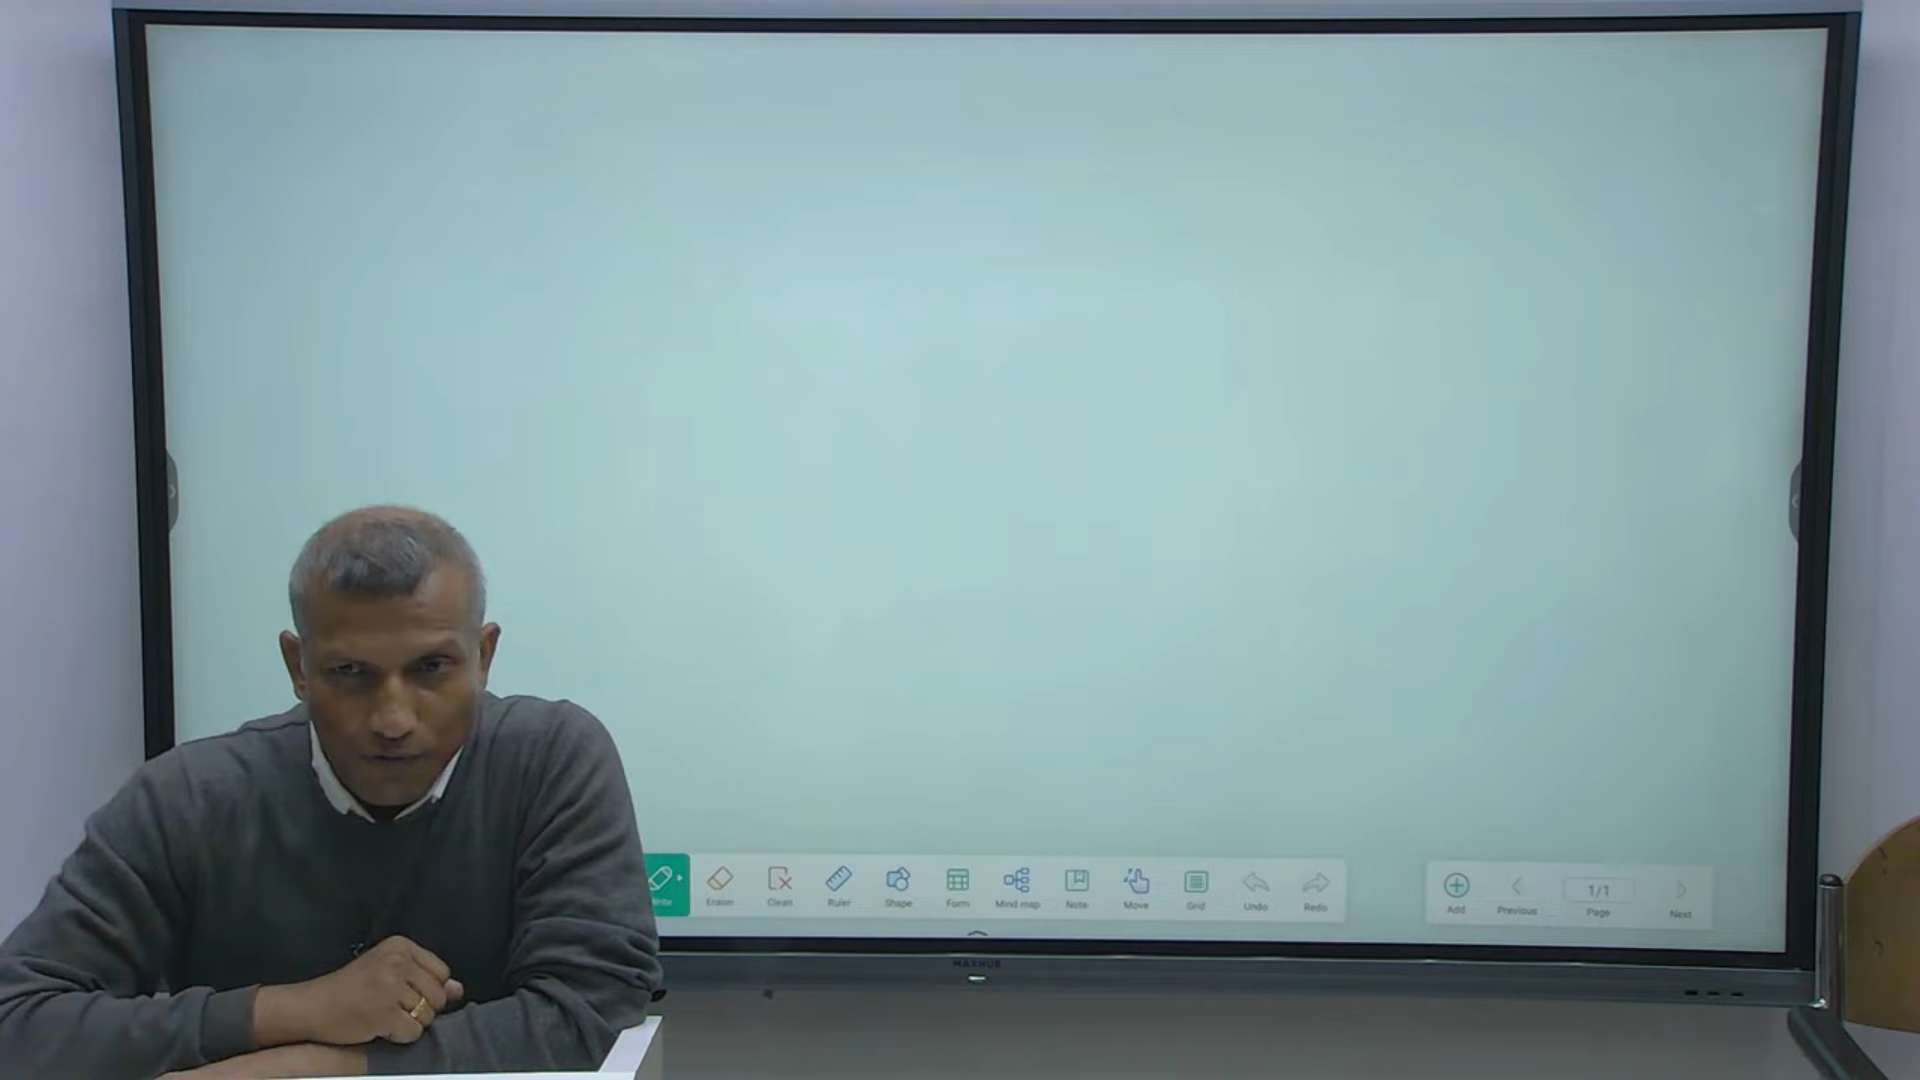 Write
Eraser
Clean
Ruler
Shape
Form
Mind map
Note
Move
Grid
Undo
Redo
Add
Previous
1/1
Page
Next
MAXHUB